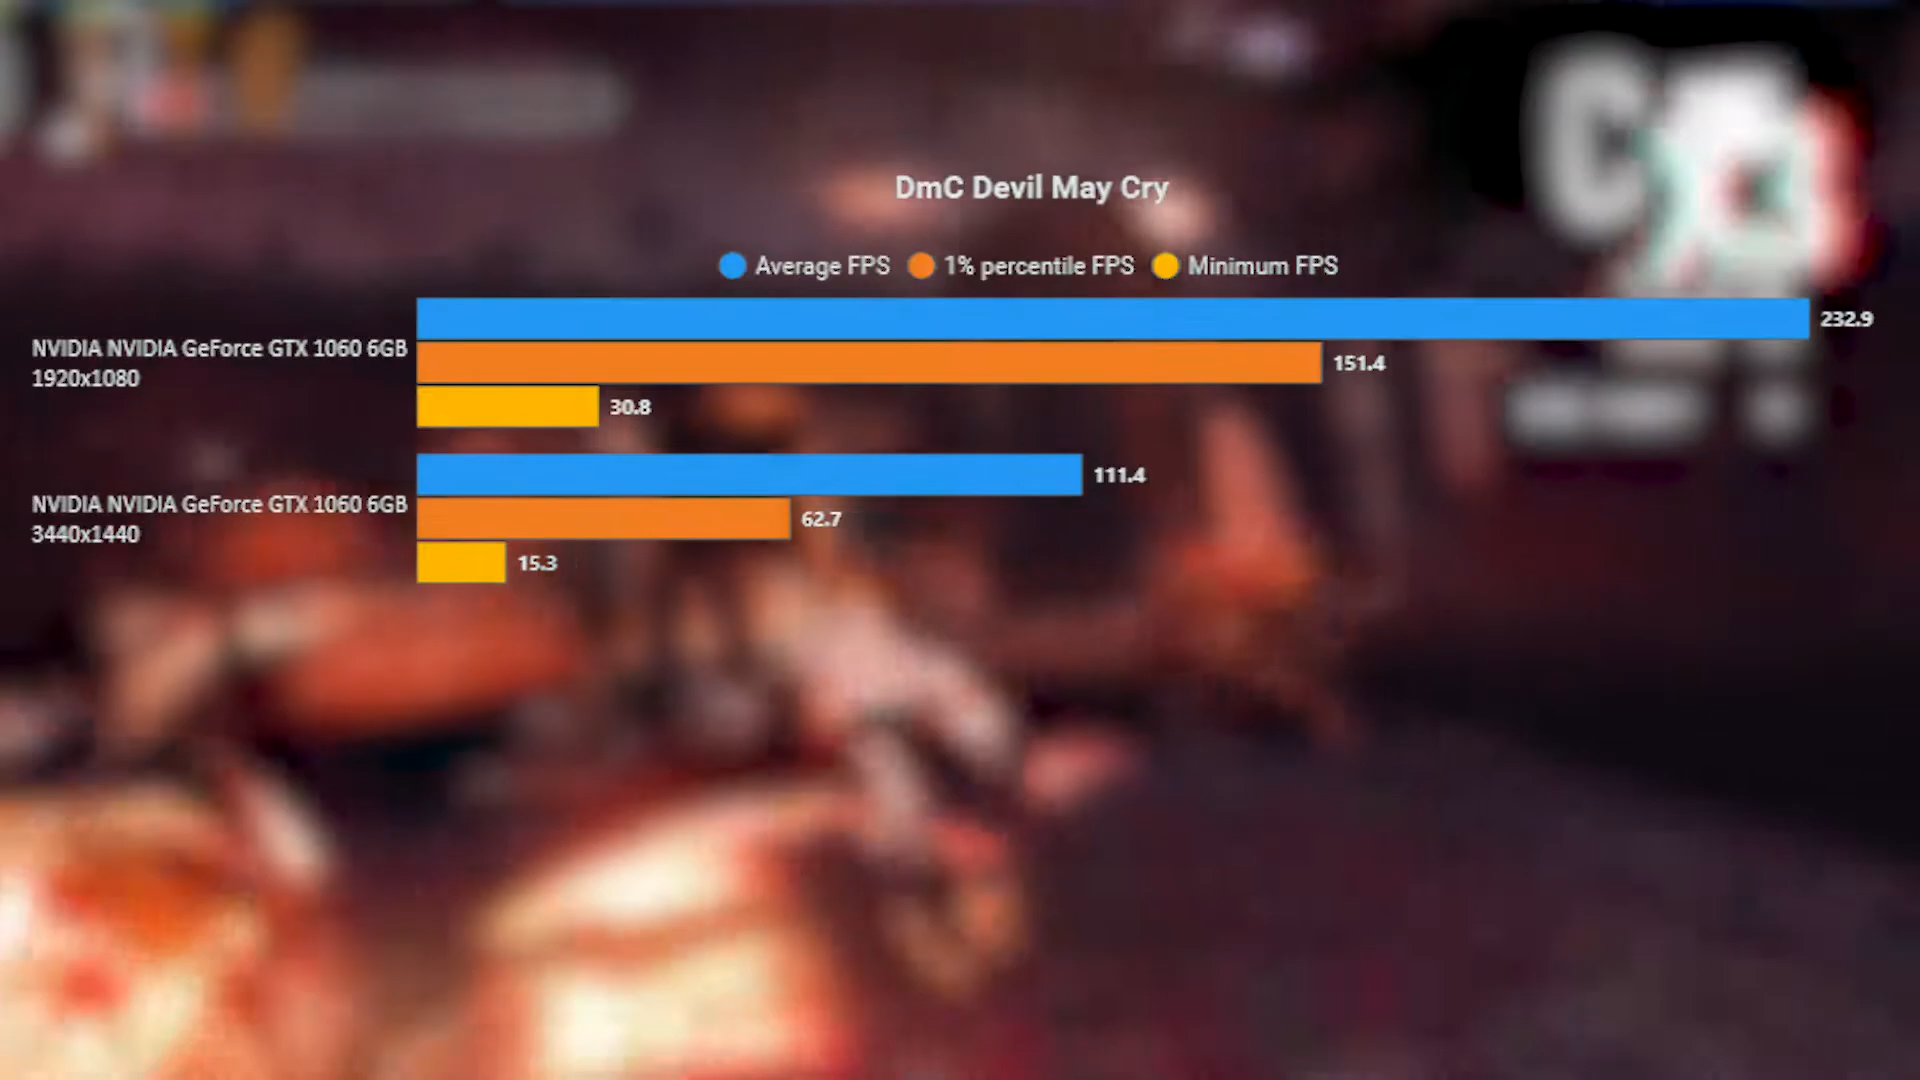 DmC Devil May Cry
Average FPS 1% percentile FPS Minimum FPS
232.9
NVIDIA NVIDIA GeForce GTX 1060 6GB
1920x1080
151.4
30.8
111.4
NVIDIA NVIDIA GeForce GTX 1060 6GB
3440x1440
62.7
15.3